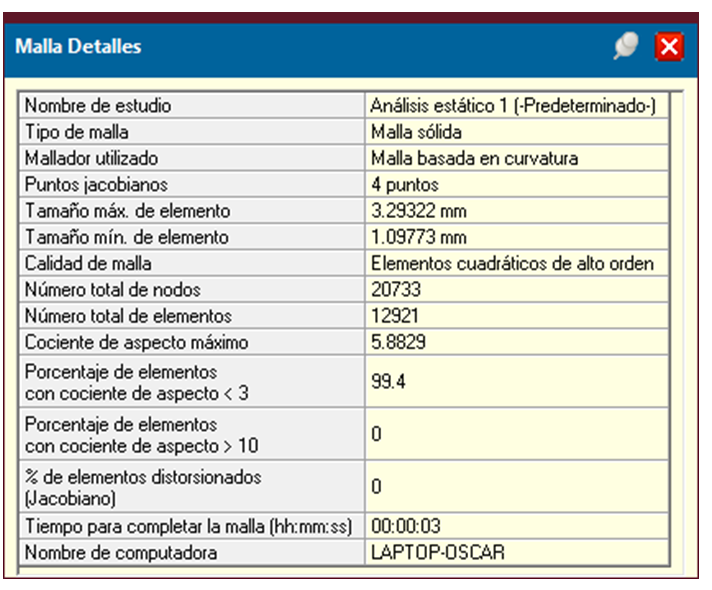 Malla Detalles
Nombre de estudio Análisis estático 1 (-Predeterminado-)
Tipo de malla Malla sólida
Mallador utilizado Malla basada en curvatura
Puntos jacobianos 4 puntos
Tamaño máx. de elemento 3.29322 mm
Tamaño mín. de elemento 1.09773 mm
Calidad de malla Elementos cuadráticos de alto orden
Número total de nodos 20733
Número total de elementos 12921
Cociente de aspecto máximo 5.8829
Porcentaje de elementos
con cociente de aspecto < 3 99.4
Porcentaje de elementos
con cociente de aspecto > 10 0
% de elementos distorsionados
(Jacobiano) 0
Tiempo para completar la malla (hh:mm:ss) 00:00:03
Nombre de computadora LAPTOP-OSCAR